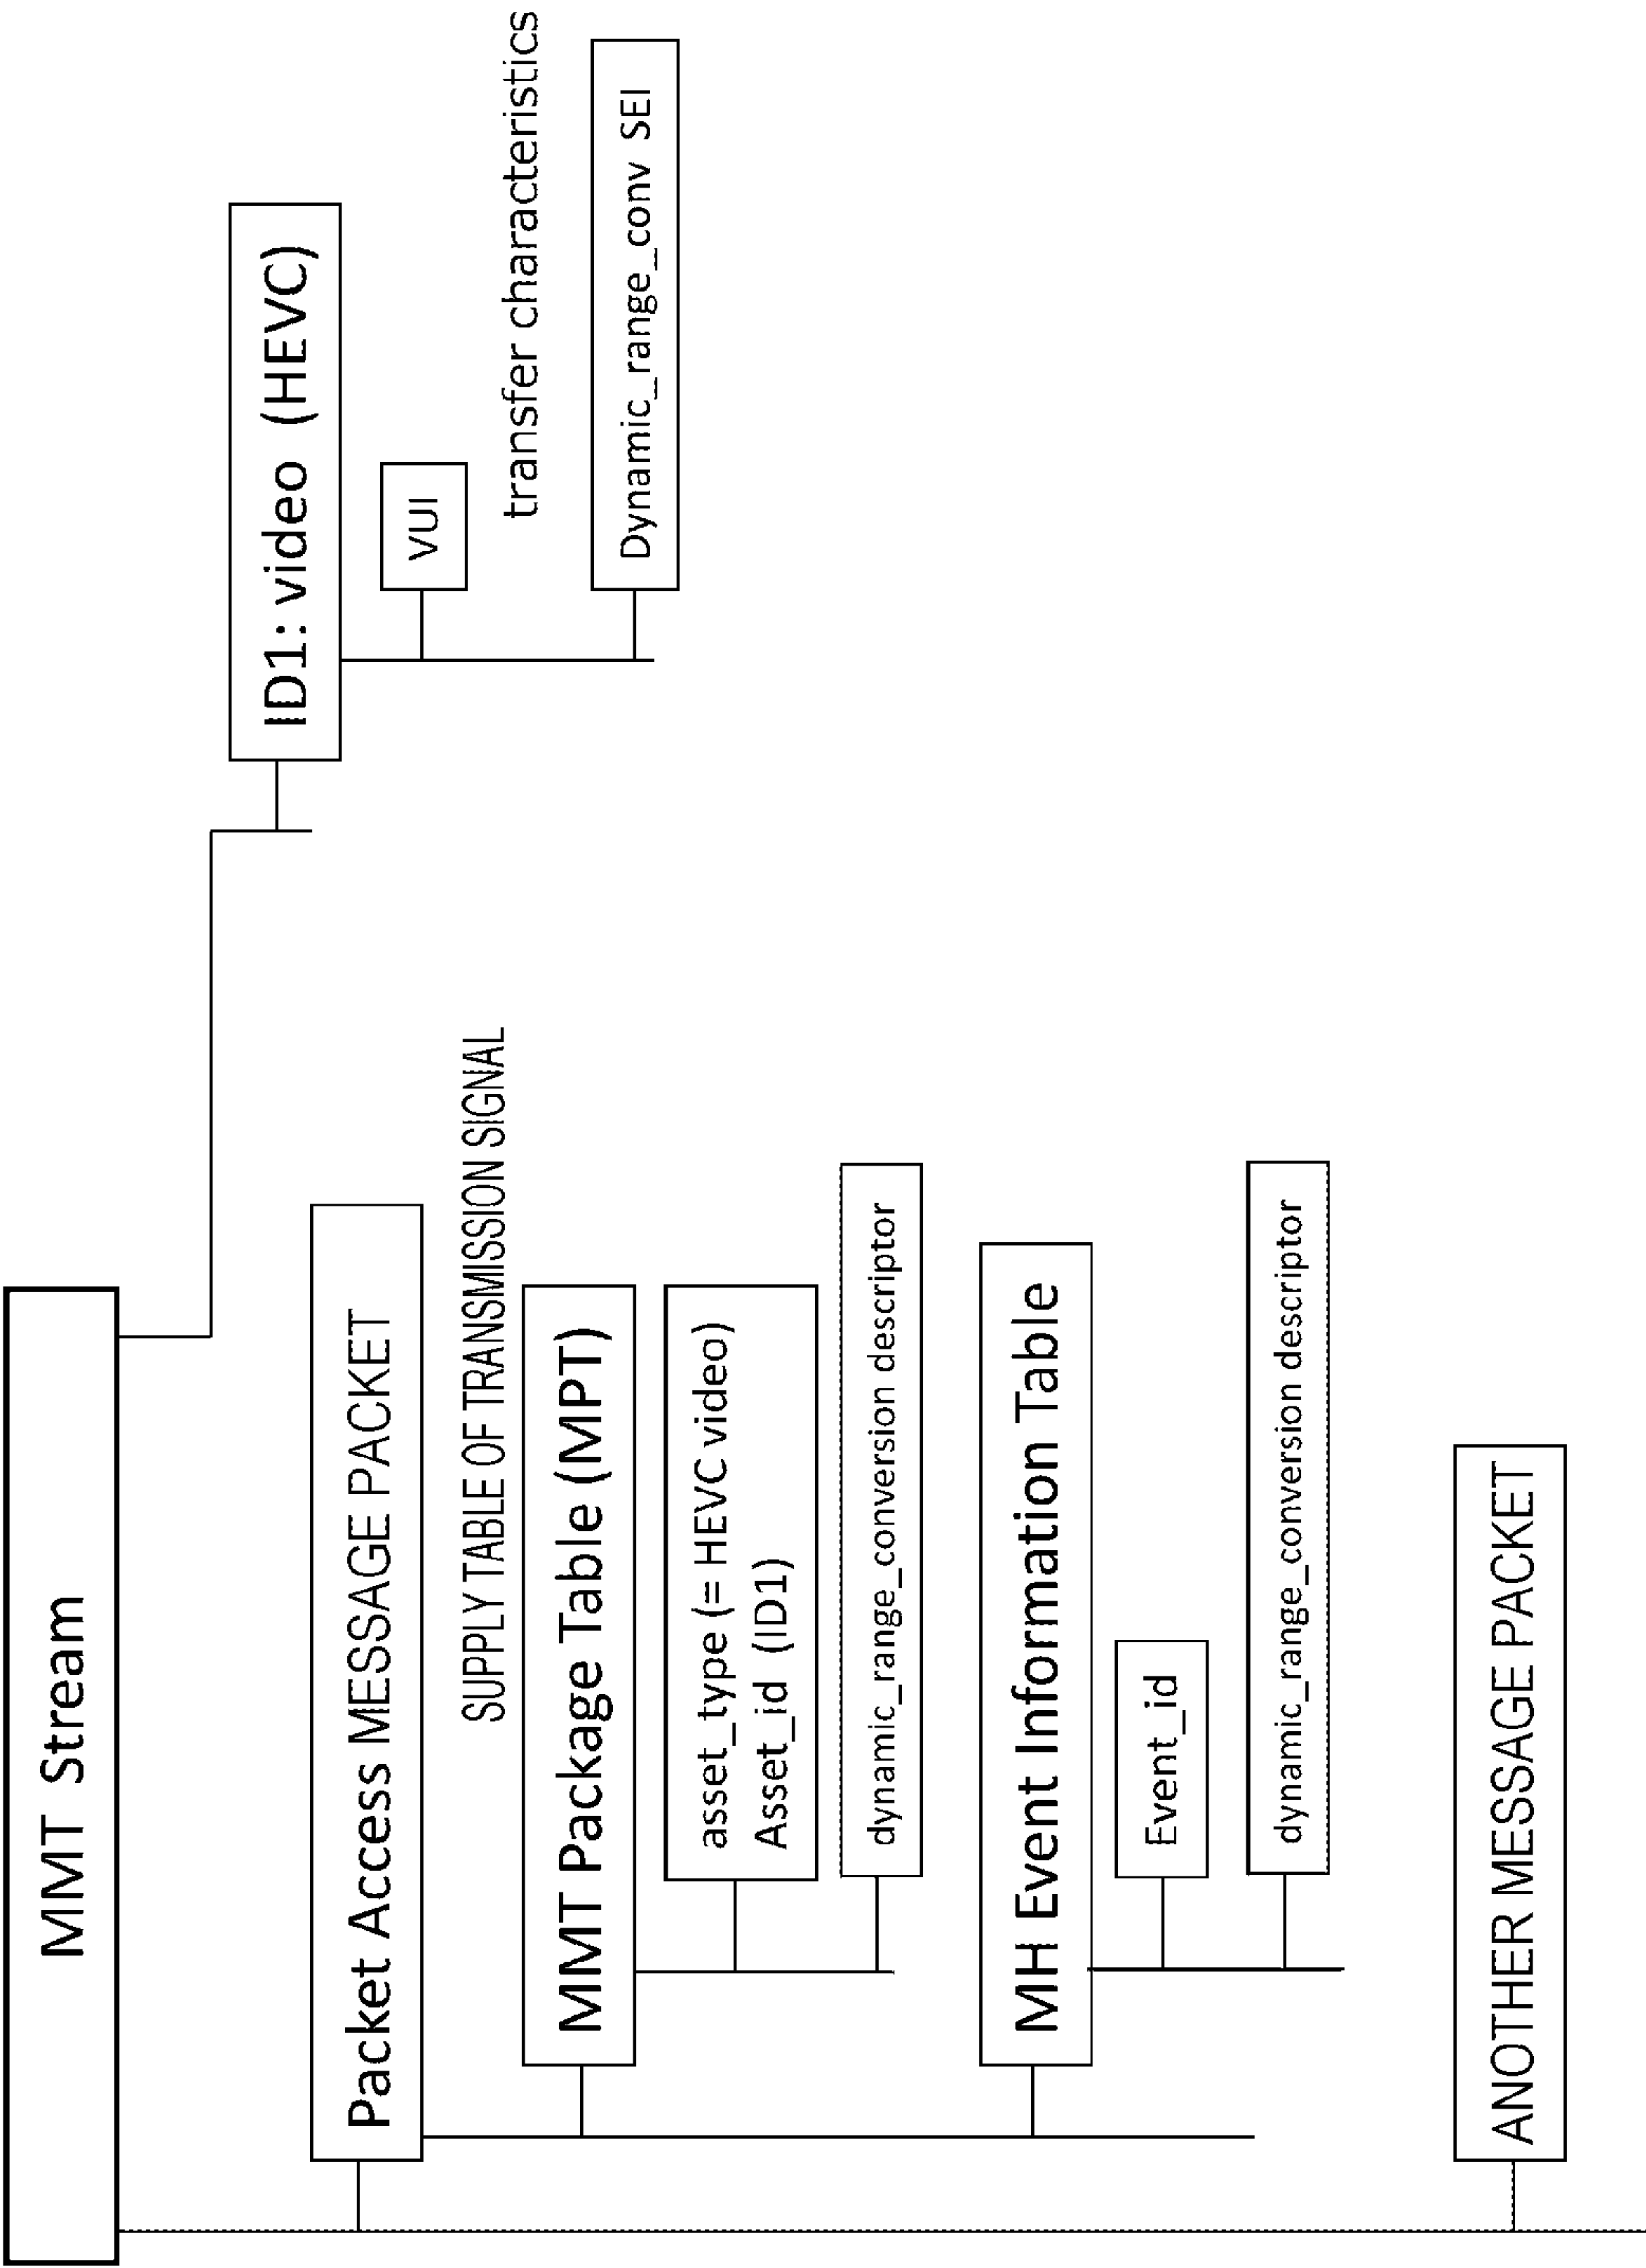 MMT Stream
Packet Access MESSAGE PACKET
SUPPLY TABLE OF TRANSMISSION SIGNAL
MMT Package Table (MPT)
asset_type (= HEVC video)
Asset_id (ID1)
dynamic_range_conversion descriptor
MH Event Information Table
Event_id
dynamic_range_conversion descriptor
ANOTHER MESSAGE PACKET
ID1: video (HEVC)
VUI
transfer characteristics
Dynamic_range_conv SEI